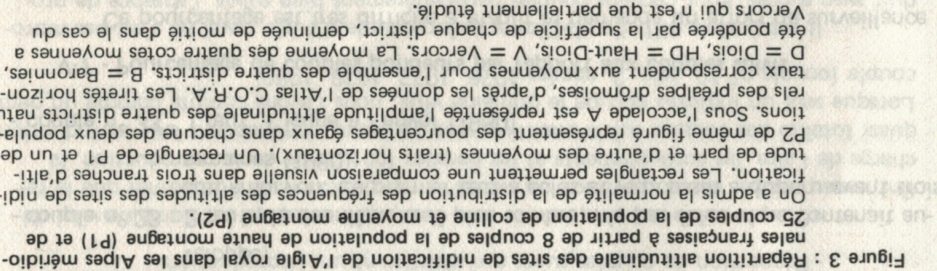 Figure 3 : Répartition altitudinale des sites de nidification de l'Aigle royal dans les Alpes méridio-
nales françaises à partir de 8 couples de la population de haute montagne (P1) et de
25 couples de la population de colline et moyenne montagne (P2).
On a admis la normalité de la distribution des fréquences des altitudes des sites de nidi-
fication. Les rectangles permettent une comparaison visuelle dans trois tranches d'alti-
tude de part et d'autre des moyennes (traits horizontaux). Un rectangle de P1 et un de
P2 de même figuré représentent des pourcentages égaux dans chacune des deux popula-
tions. Sous l'accolade A est représentée l'amplitude altitudinale des quatre districts natu
rels des préalpes drômoises, d'après les données de l'Atlas C.O.R.A. Les tiretés horizon-
taux correspondent aux moyennes pour l'ensemble des quatre districts. B = Baronnies,
D = Diois, HD = Haut-Diois, V = Vercors. La moyenne des quatre cotes moyennes a
été pondérée par la superficie de chaque district, deminuée de moitié dans le cas du
Vercors qui n'est que partiellement étudié.